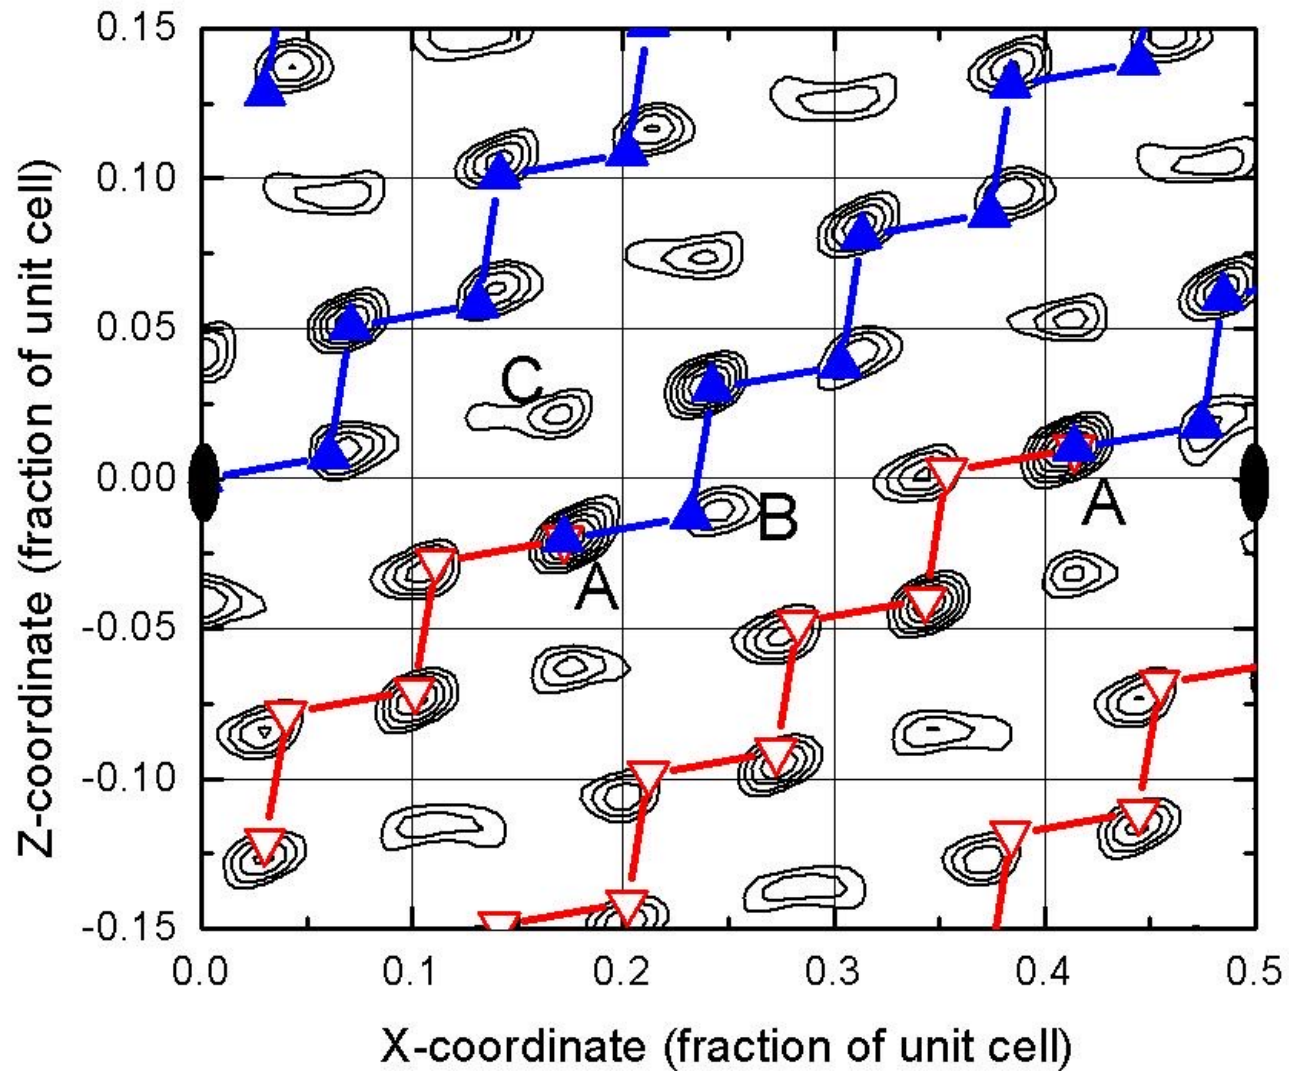 0.15
0.10
0.05
0.00
-0.05
-0.10
-0.15
Z-coordinate (fraction of unit cell)
C
B
A
A
0.0 0.1 0.2 0.3 0.4 0.5
X-coordinate (fraction of unit cell)